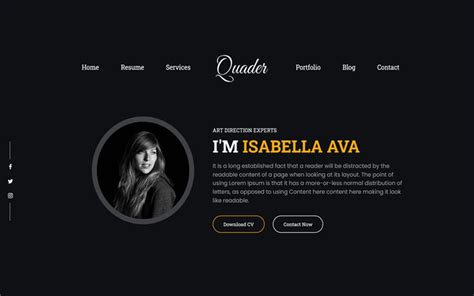 Home Resume Services Quader Portfolio Blog Contact
ART DIRECTION EXPERTS
I'M ISABELLA AVA
It is a long established fact that a reader will be distracted by the
readable content of a page when looking at its layout. The point of
using Lorem Ipsum is that it has a more-or-less normal distribution of
letters, as opposed to using Content here content here making it look
like readable.
Download CV Contact Now